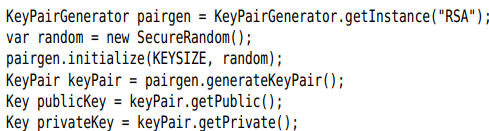 KeyPairGenerator pairgen = KeyPairGenerator.getInstance("RSA");
var random = new SecureRandom();
pairgen.initialize(KEYSIZE, random);
KeyPair keyPair = pairgen.generateKeyPair();
Key publicKey = keyPair.getPublic();
Key privateKey = keyPair.getPrivate();